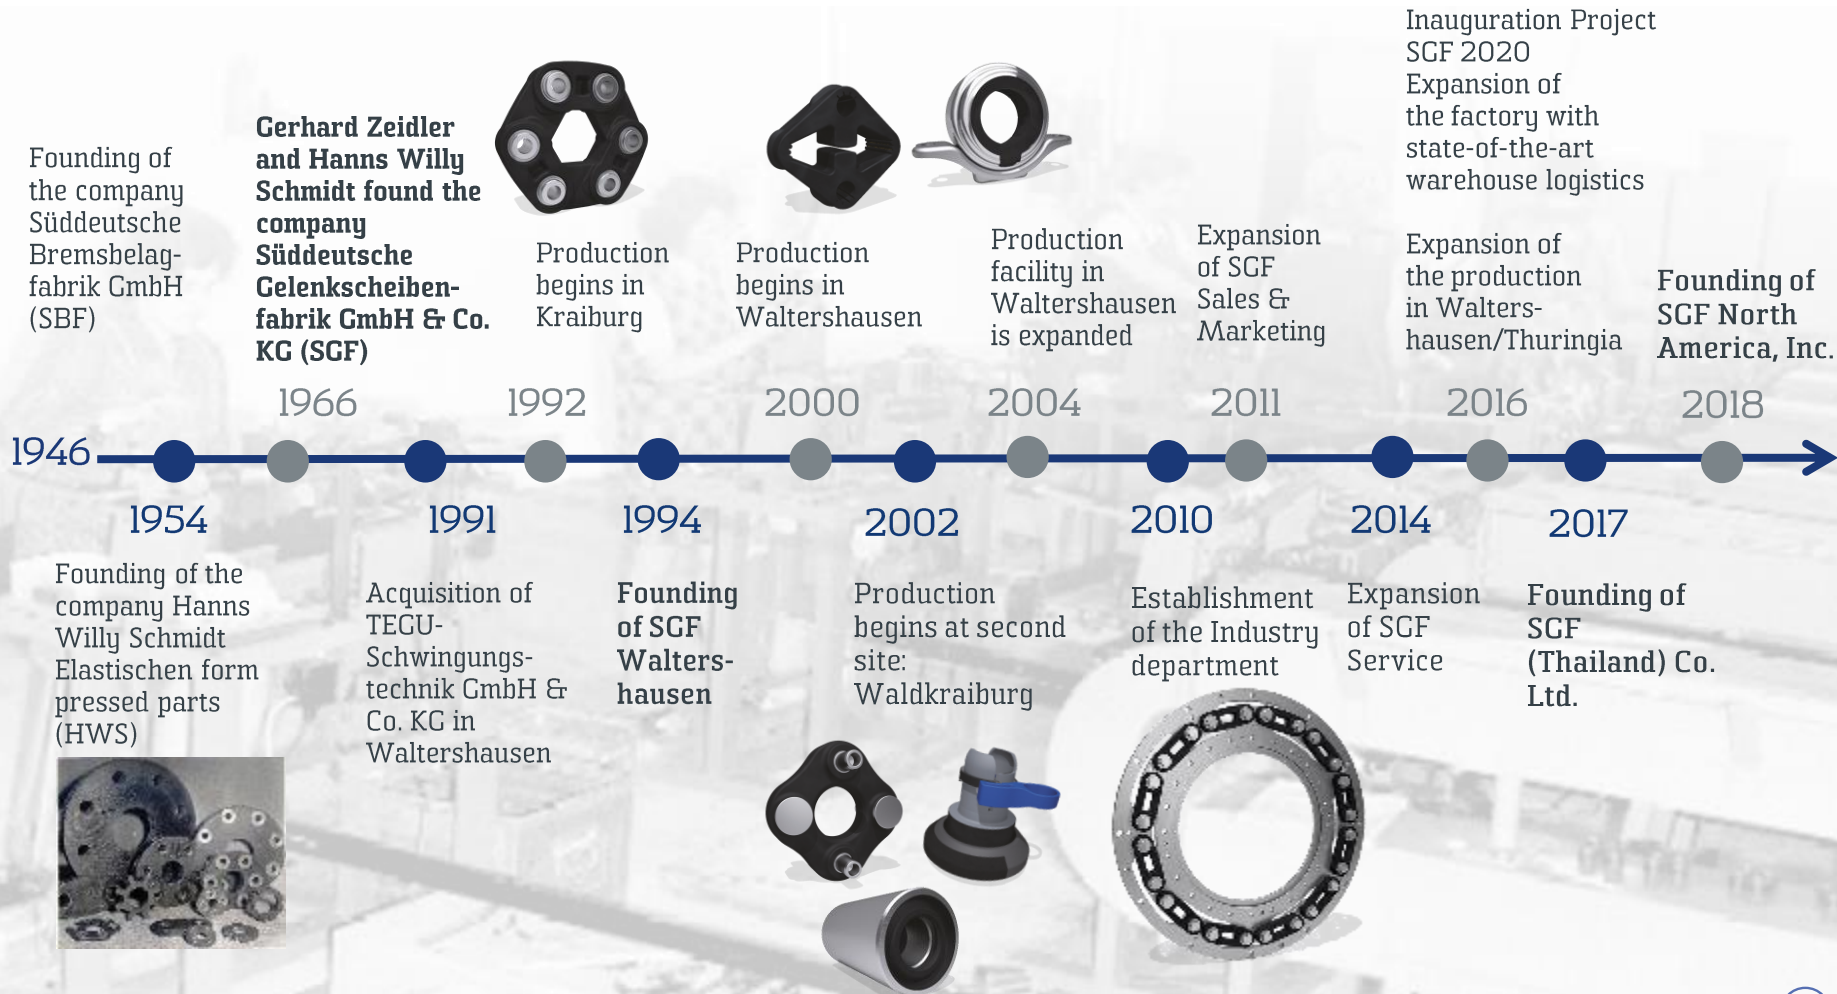 Founding of
the company
Süddeutsche
Bremsbelag-
fabrik GmbH
(SBF)
1946
1954
Founding of the
company Hanns
Willy Schmidt
Elastischen form
pressed parts
(HWS)
Gerhard Zeidler
and Hanns Willy
Schmidt found the
company
Süddeutsche
Gelenkscheiben-
fabrik GmbH & Co.
KG (SGF)
1966
1991
Acquisition of
TEGU-
Schwingungs-
technik GmbH &
Co. KG in
Waltershausen
Production
begins in
Kraiburg
1992
1994
Founding
of SGF
Walters-
hausen
Production
begins in
Waltershausen
2000
2002
Production
begins at second
site:
Waldkraiburg
Production
facility in
Waltershausen
is expanded
2004
2010
Establishment
of the Industry
department
Expansion
of SGF
Sales &
Marketing
2011
2014
Expansion
of SGF
Service
Inauguration Project
SGF 2020
Expansion of
the factory with
state-of-the-art
warehouse logistics
Expansion of
the production
in Walters-
hausen/Thuringia
2016
2017
Founding of
SGF
(Thailand) Co.
Ltd.
Founding of
SGF North
America, Inc.
2018